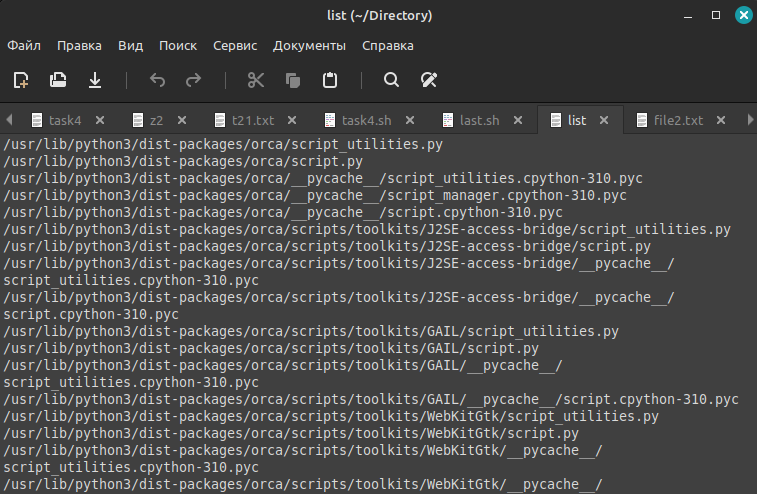 list (~/Directory)
Файл Правка Вид Поиск Сервис Документы Справка
task4 z2 t21.txt task4.sh last.sh list file2.txt
/usr/lib/python3/dist-packages/orca/script_utilities.py
/usr/lib/python3/dist-packages/orca/script.py
/usr/lib/python3/dist-packages/orca/__pycache__/script_utilities.cpython-310.pyc
/usr/lib/python3/dist-packages/orca/__pycache__/script_manager.cpython-310.pyc
/usr/lib/python3/dist-packages/orca/__pycache__/script.cpython-310.pyc
/usr/lib/python3/dist-packages/orca/scripts/toolkits/J2SE-access-bridge/script_utilities.py
/usr/lib/python3/dist-packages/orca/scripts/toolkits/J2SE-access-bridge/script.py
/usr/lib/python3/dist-packages/orca/scripts/toolkits/J2SE-access-bridge/__pycache__/
script_utilities.cpython-310.pyc
/usr/lib/python3/dist-packages/orca/scripts/toolkits/J2SE-access-bridge/__pycache__/
script.cpython-310.pyc
/usr/lib/python3/dist-packages/orca/scripts/toolkits/GAIL/script_utilities.py
/usr/lib/python3/dist-packages/orca/scripts/toolkits/GAIL/script.py
/usr/lib/python3/dist-packages/orca/scripts/toolkits/GAIL/__pycache__/
script_utilities.cpython-310.pyc
/usr/lib/python3/dist-packages/orca/scripts/toolkits/GAIL/__pycache__/script.cpython-310.pyc
/usr/lib/python3/dist-packages/orca/scripts/toolkits/WebKitGtk/script_utilities.py
/usr/lib/python3/dist-packages/orca/scripts/toolkits/WebKitGtk/script.py
/usr/lib/python3/dist-packages/orca/scripts/toolkits/WebKitGtk/__pycache__/
script_utilities.cpython-310.pyc
/usr/lib/python3/dist-packages/orca/scripts/toolkits/WebKitGtk/__pycache__/